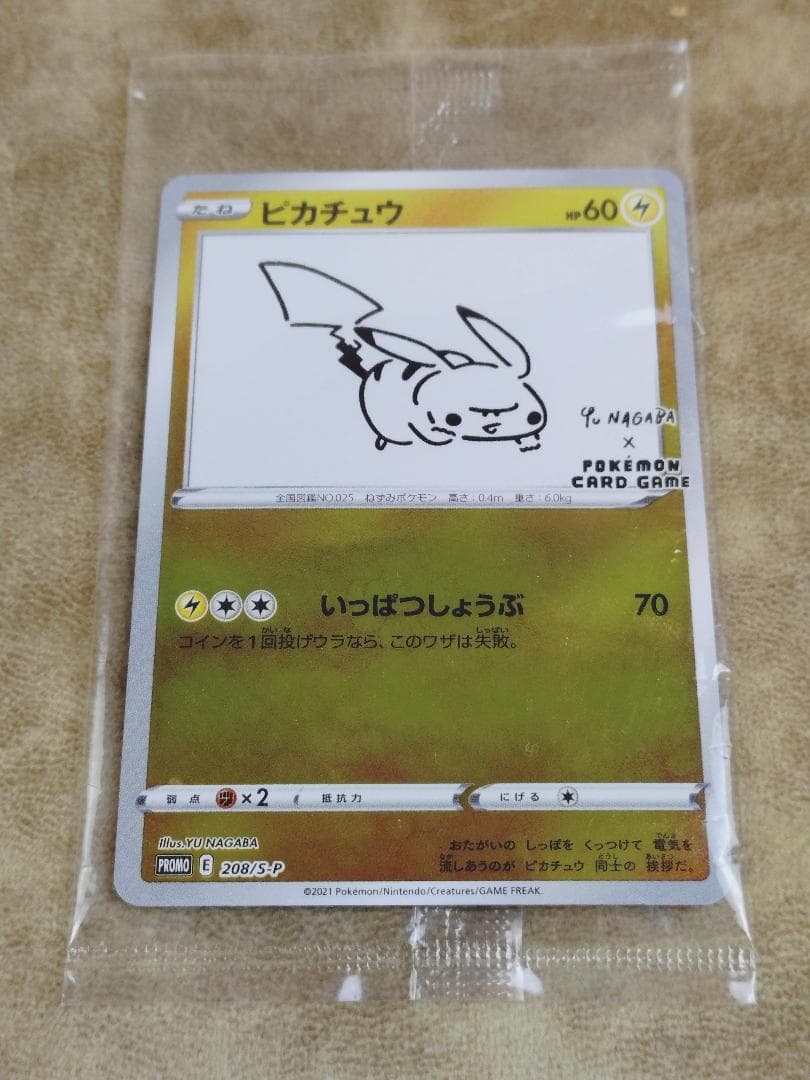 たね ピカチュウ HP60
Yu NAGABA
×
POKÉMON
CARD GAME
全国図鑑NO.025 ねずみポケモン 高さ:0.4m 重さ:6.0kg
いっぱつしょうぶ 70
コインを1回投げウラなら、このワザは失敗。
弱点 ×2 抵抗力 にげる
illus.YU NAGABA
PROMO E 208/S-P
おたがいの しっぽを くっつけて 電気を
流しあうのが ピカチュウ 同士の 挨拶だ。
©2021 Pokémon/Nintendo/Creatures/GAME FREAK.